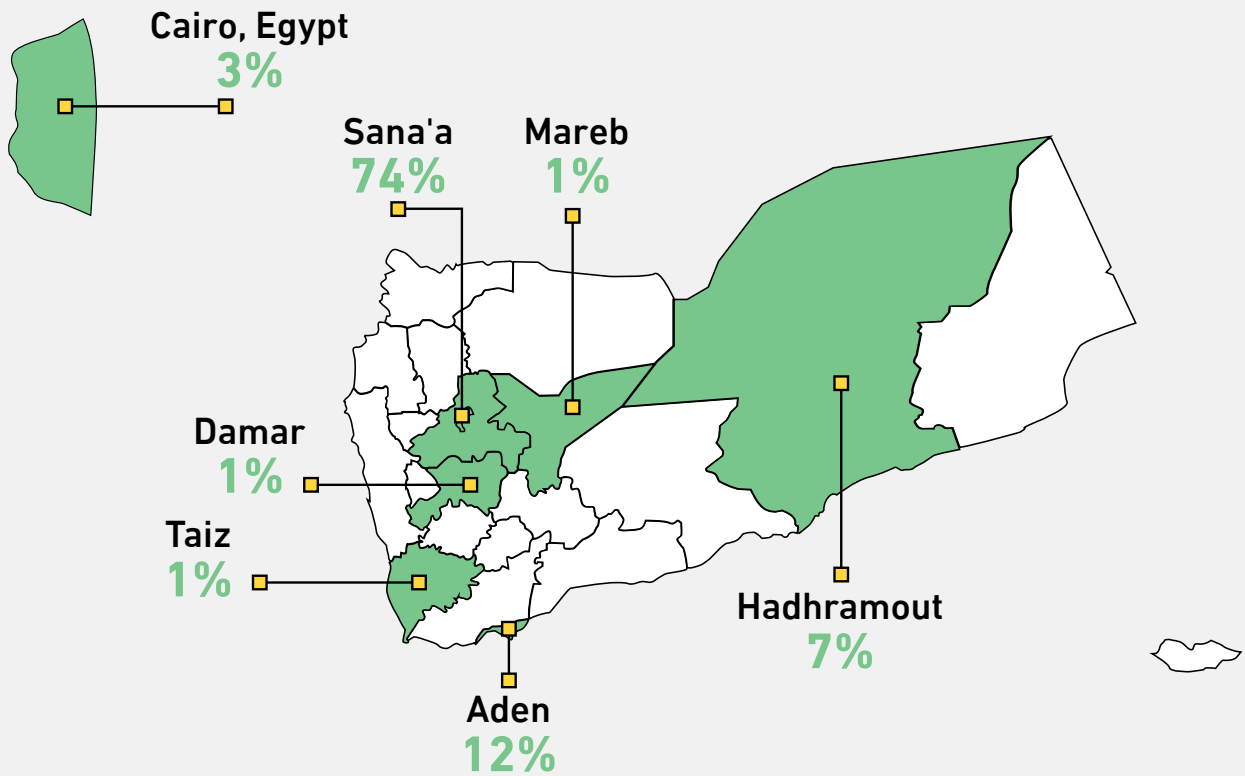 Cairo, Egypt
3%
Sana'a
74%
Mareb
1%
Damar
1%
Taiz
1%
Hadhramout
7%
Aden
12%